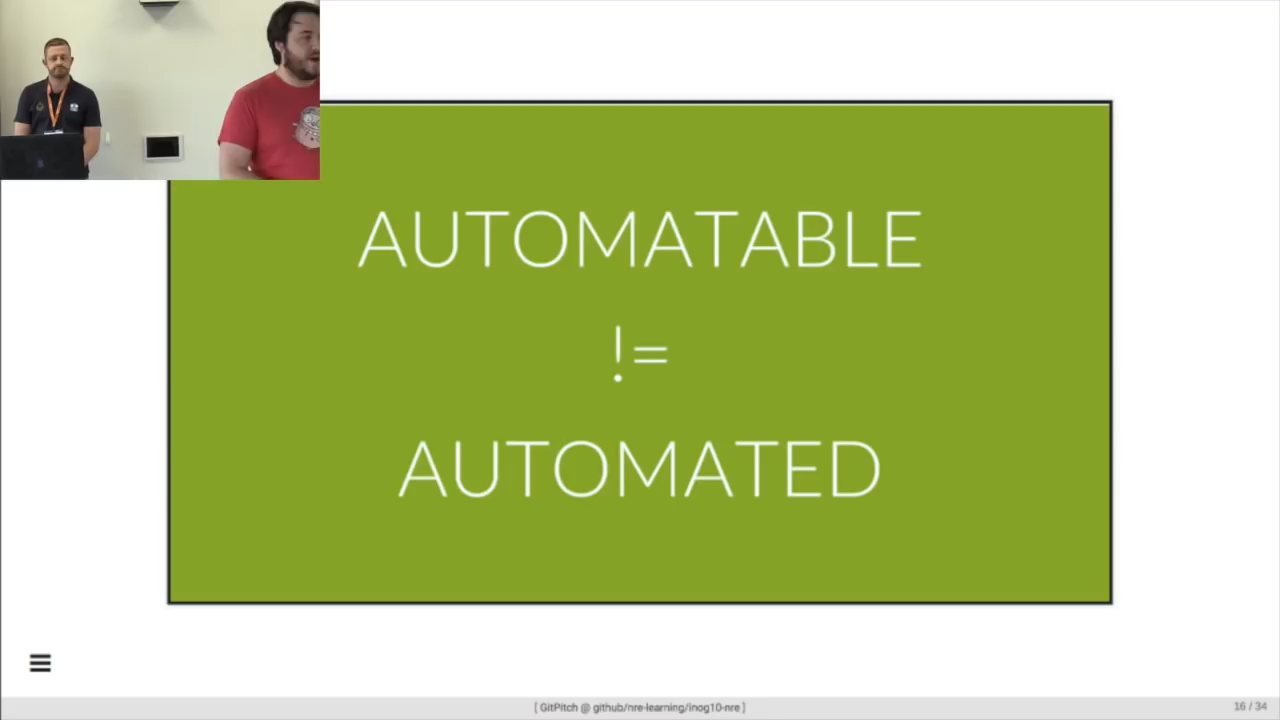 AUTOMATABLE
!=
AUTOMATED
[ GitPitch @ github/nre-learning/inog10-nre ]
16 / 34